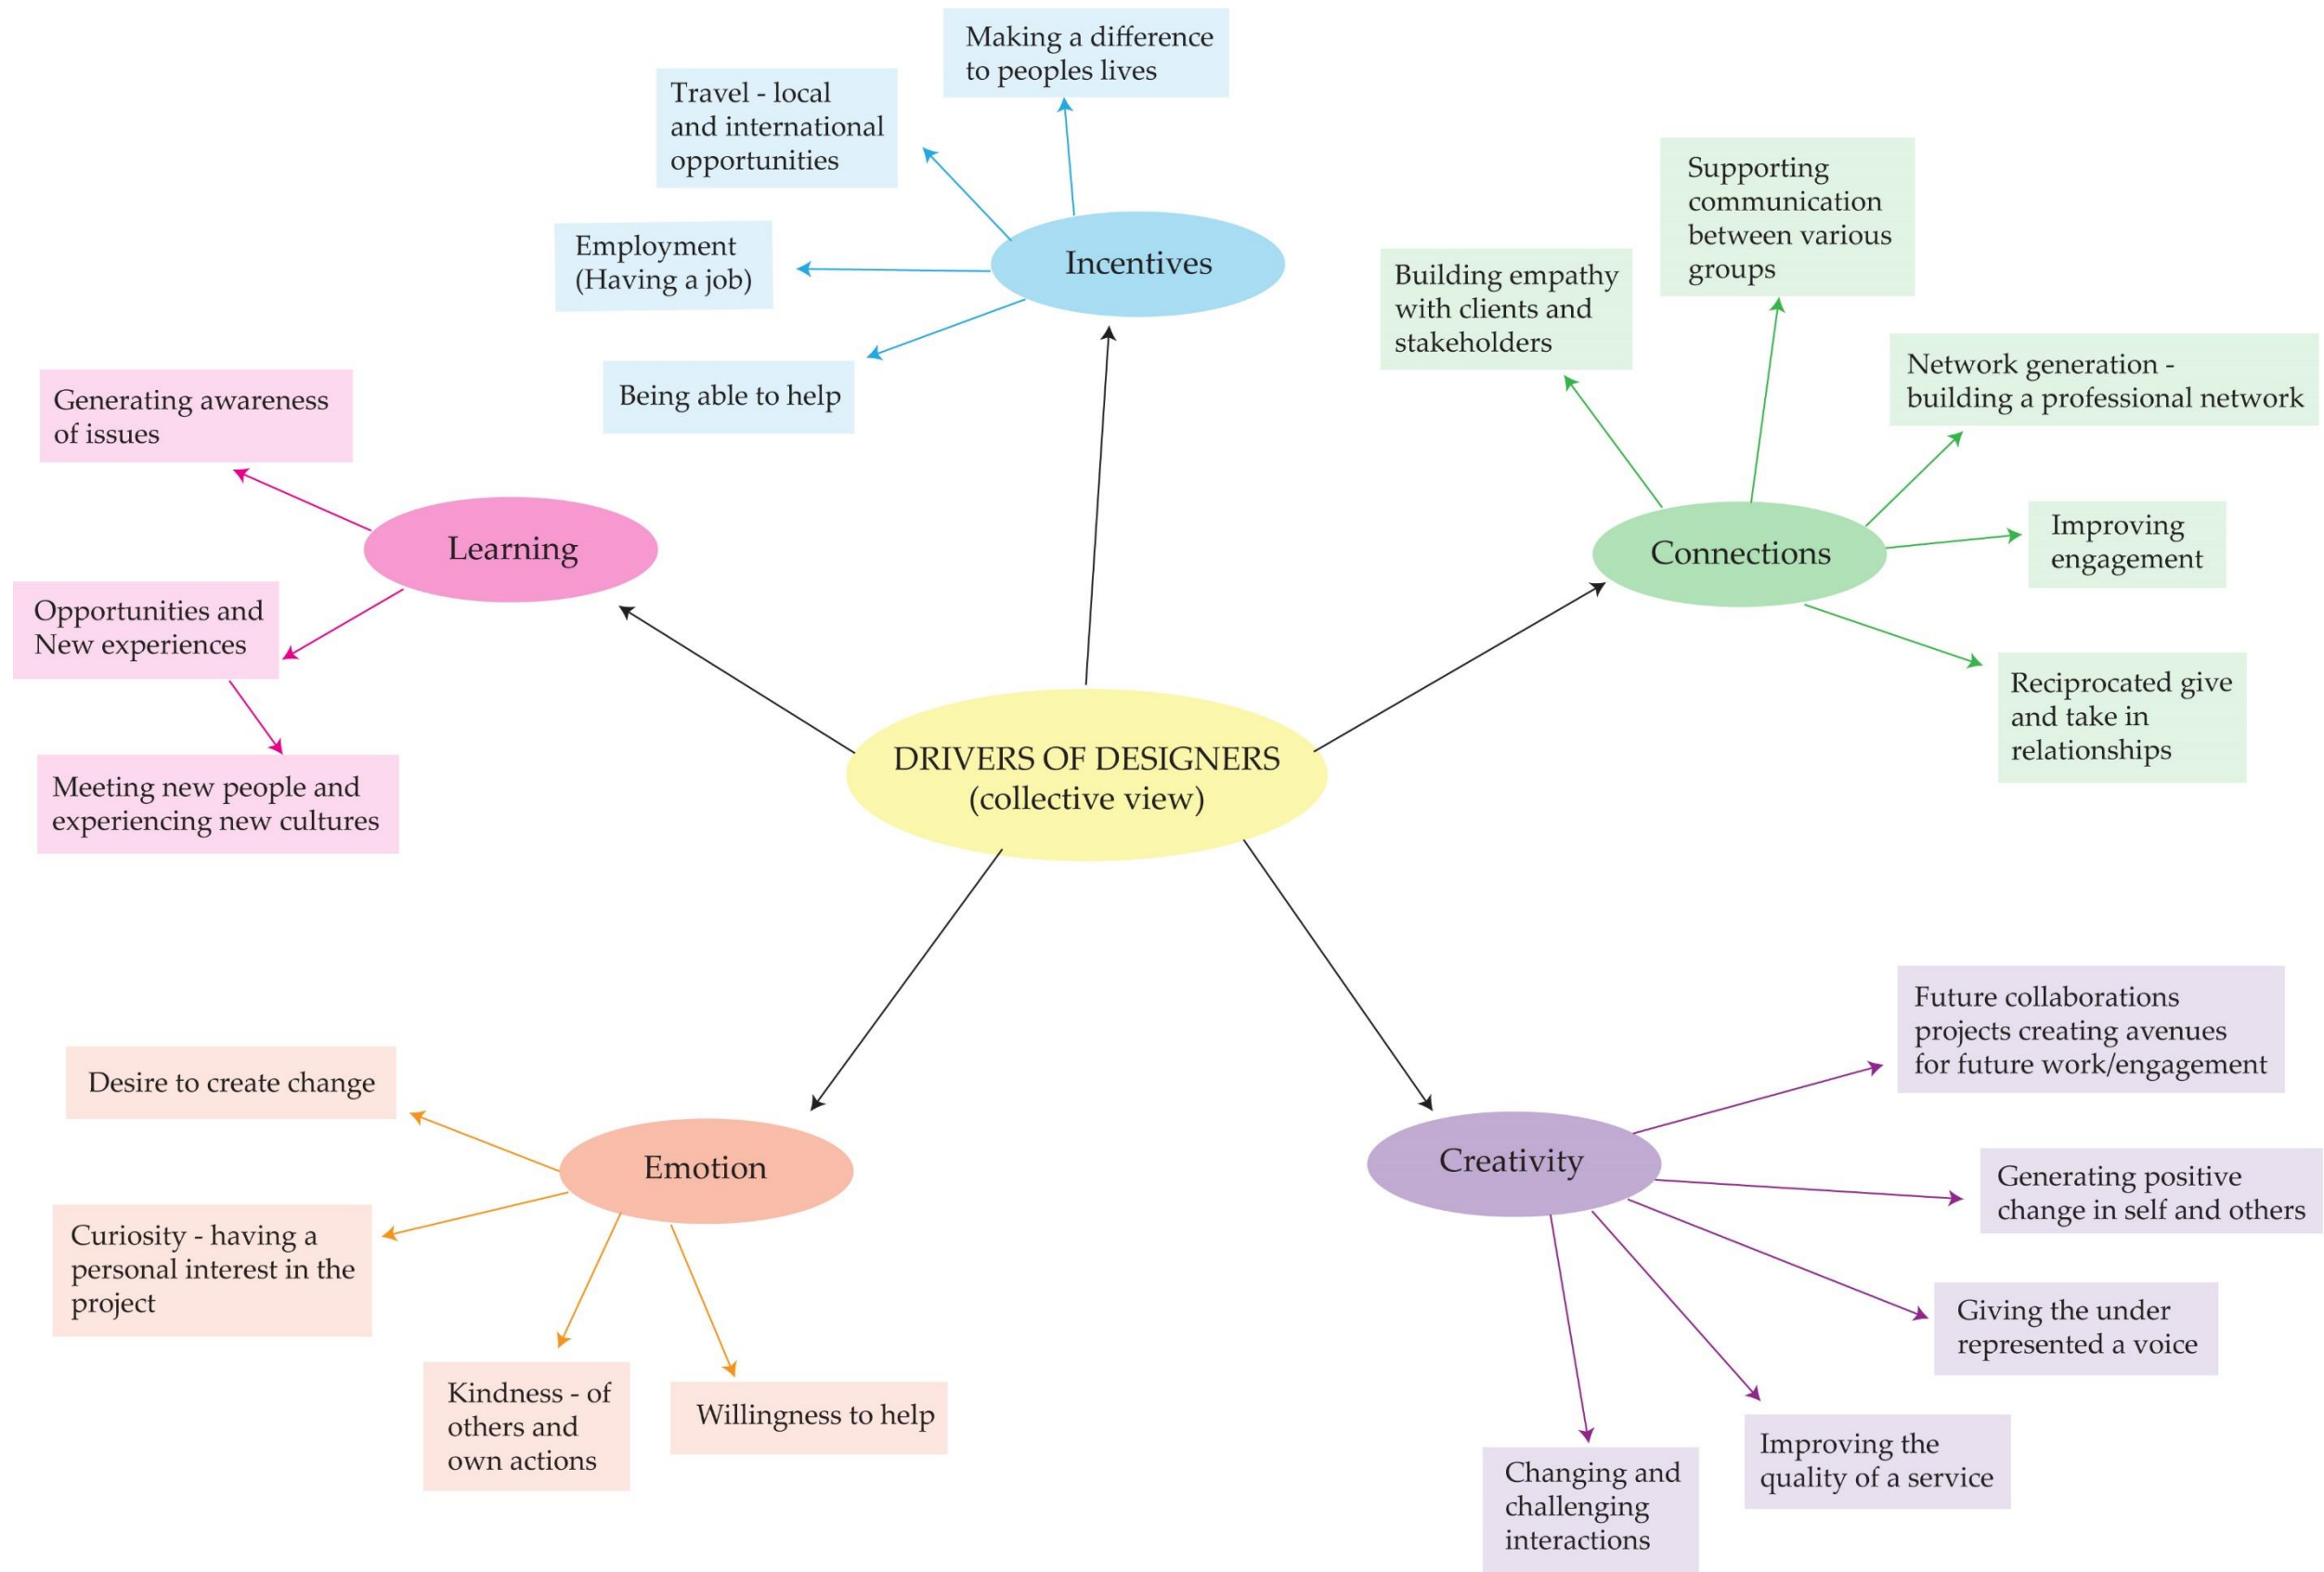 Making a difference
to peoples lives
Travel - local
and international
opportunities
Employment
(Having a job)
Being able to help
Incentives
Supporting
communication
between various
groups
Building empathy
with clients and
stakeholders
Network generation -
building a professional network
Improving
engagement
Reciprocated give
and take in
relationships
Connections
Generating awareness
of issues
Learning
Opportunities and
New experiences
Meeting new people and
experiencing new cultures
DRIVERS OF DESIGNERS
(collective view)
Desire to create change
Emotion
Curiosity - having a
personal interest in the
project
Kindness - of
others and
own actions
Willingness to help
Creativity
Future collaborations
projects creating avenues
for future work/engagement
Generating positive
change in self and others
Giving the under
represented a voice
Improving the
quality of a service
Changing and
challenging
interactions